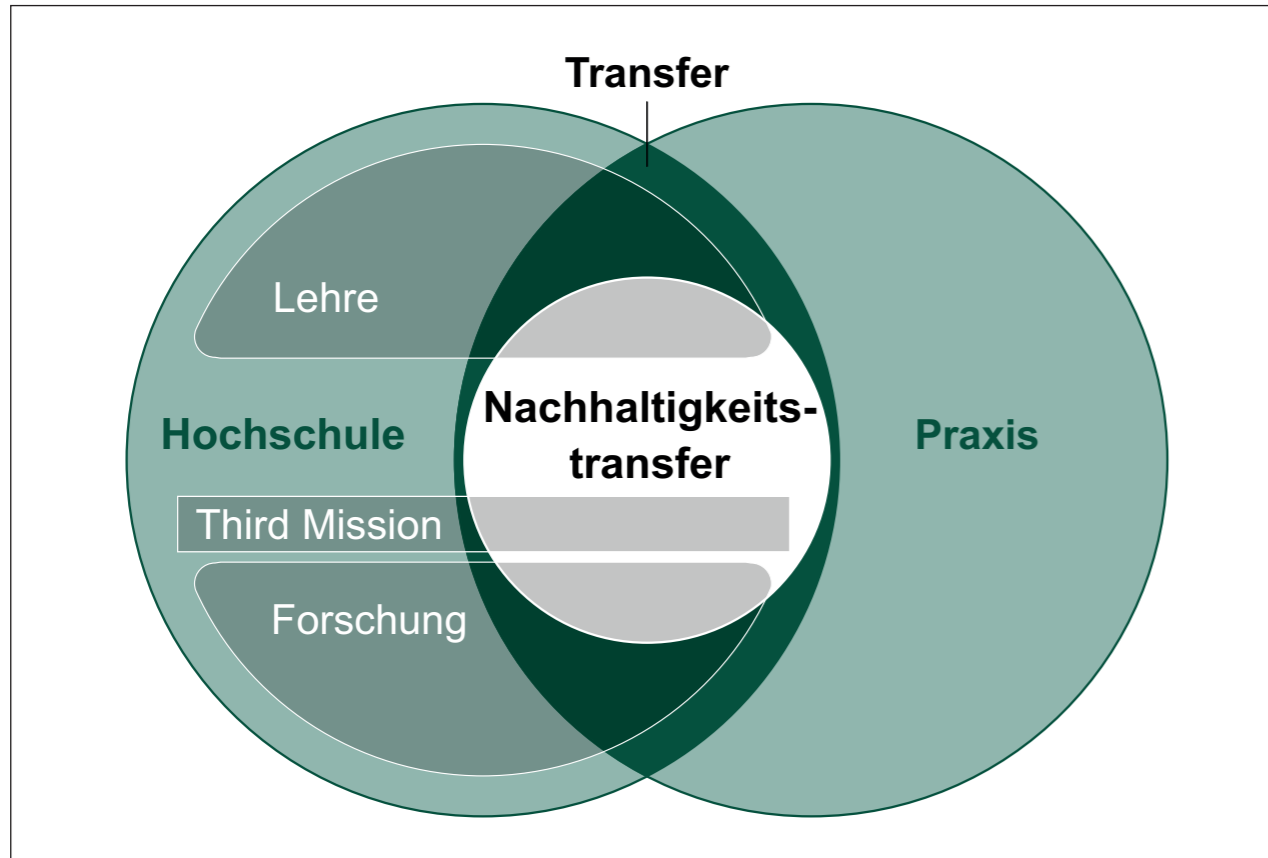 Transfer
Lehre
Hochschule
Nachhaltigkeits-
transfer
Praxis
Third Mission
Forschung